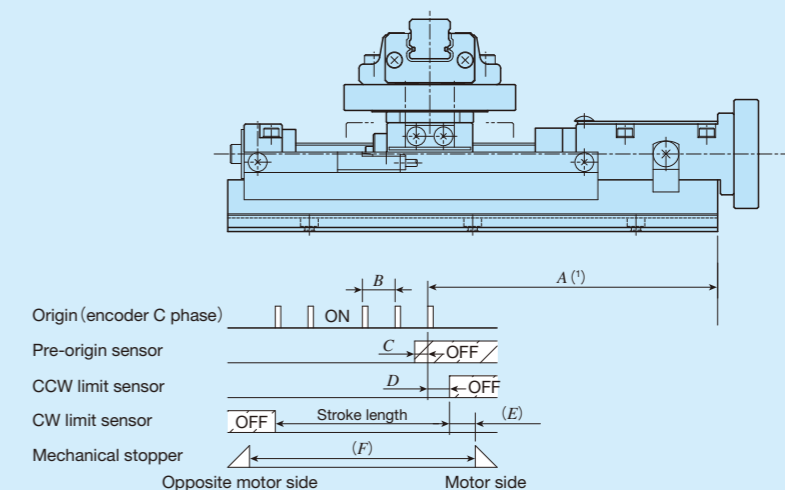 A (1)
B
Origin (encoder C phase)
ON
Pre-origin sensor
C
OFF
CCW limit sensor
D
OFF
CW limit sensor
OFF
Stroke length
(E)
Mechanical stopper
(F)
Opposite motor side
Motor side